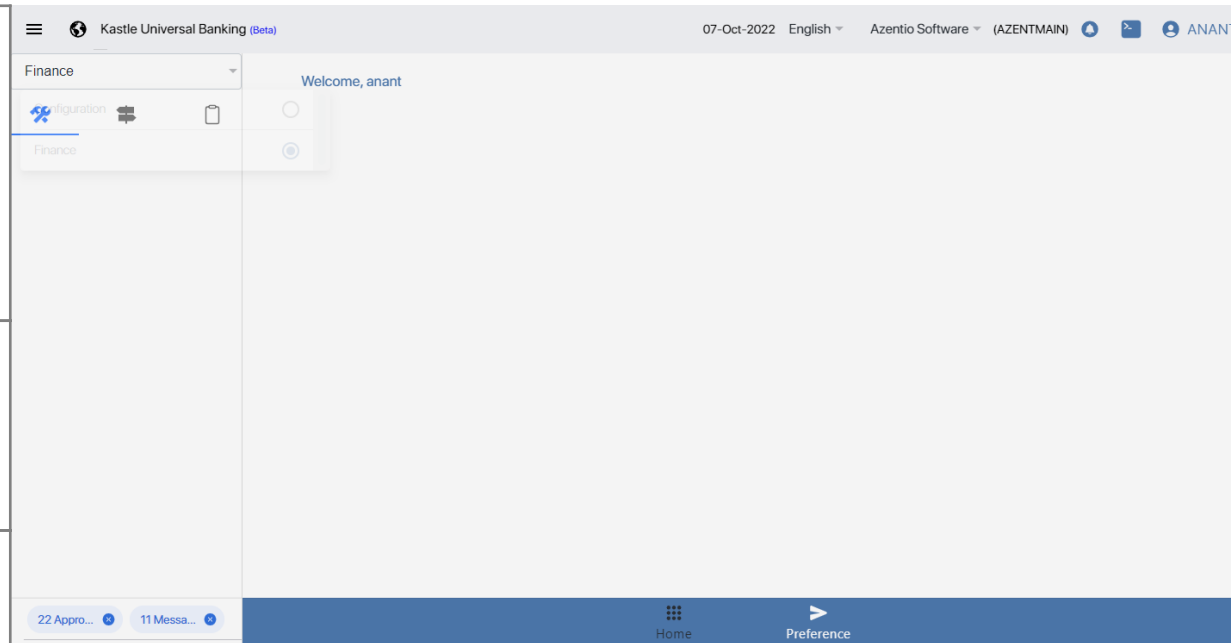 Kastle Universal Banking (Beta) 07-Oct-2022 English Azentio Software (AZENTMAIN) ANANT
Finance
Welcome, anant
Configuration
Finance
22 Appro... 11 Messa...
Home Preference